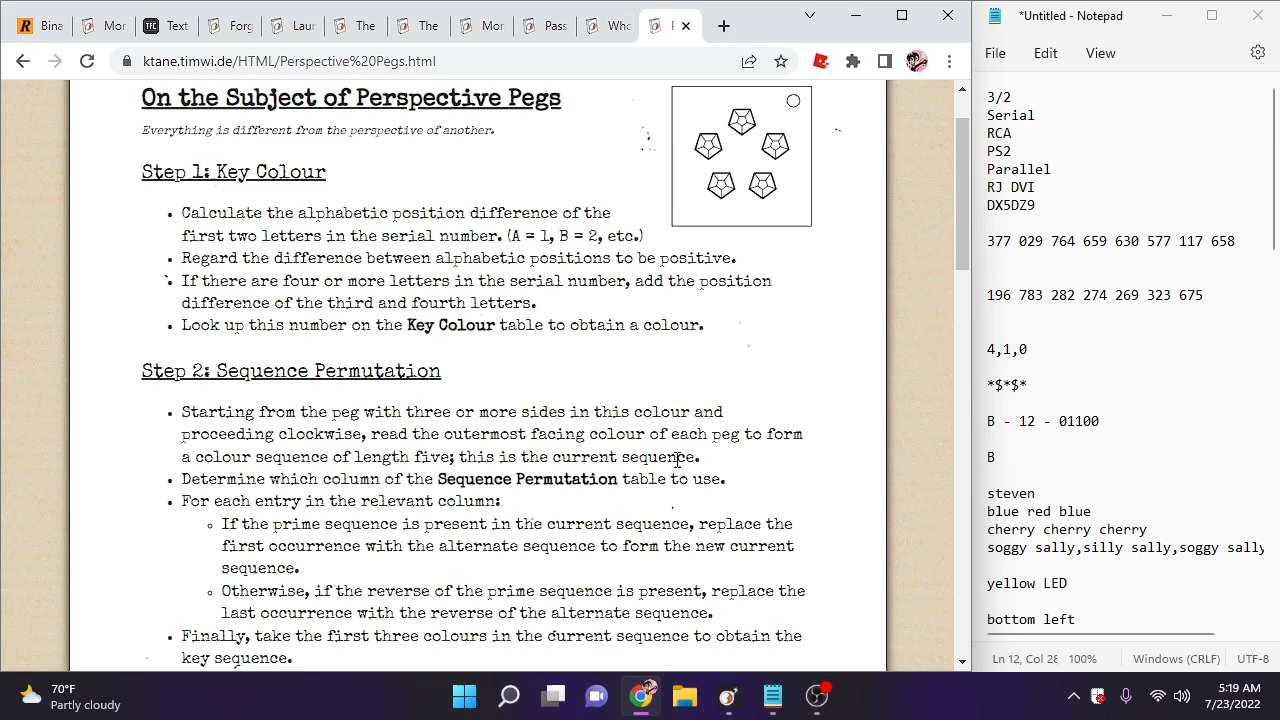 Bina
Mor
Text
Forg
Four
The
The
Mor
Bas
Who
ktane.timwi.de/HTML/Perspective%20Pegs.html
On the Subject of Perspective Pegs
Everything is different from the perspective of another.
Step 1: Key Colour
• Calculate the alphabetic position difference of the
first two letters in the serial number. (A = 1, B = 2, etc.)
• Regard the difference between alphabetic positions to be positive.
• If there are four or more letters in the serial number, add the position
difference of the third and fourth letters.
• Look up this number on the Key Colour table to obtain a colour.
Step 2: Sequence Permutation
• Starting from the peg with three or more sides in this colour and
proceeding clockwise, read the outermost facing colour of each peg to form
a colour sequence of length five; this is the current sequence.
• Determine which column of the Sequence Permutation table to use.
• For each entry in the relevant column:
◦ If the prime sequence is present in the current sequence, replace the
first occurrence with the alternate sequence to form the new current
sequence.
◦ Otherwise, if the reverse of the prime sequence is present, replace the
last occurrence with the reverse of the alternate sequence.
• Finally, take the first three colours in the current sequence to obtain the
key sequence.
*Untitled - Notepad
File Edit View
3/2
Serial
RCA
PS2
Parallel
RJ DVI
DX5DZ9
377 029 764 659 630 577 117 658
196 783 282 274 269 323 675
4,1,0
*$*$*
B - 12 - 01100
B
steven
blue red blue
cherry cherry cherry
soggy sally,silly sally,soggy sally
yellow LED
bottom left
Ln 12, Col 28 100% Windows (CRLF) UTF-8
70°F
Partly cloudy
5:19 AM
7/23/2022